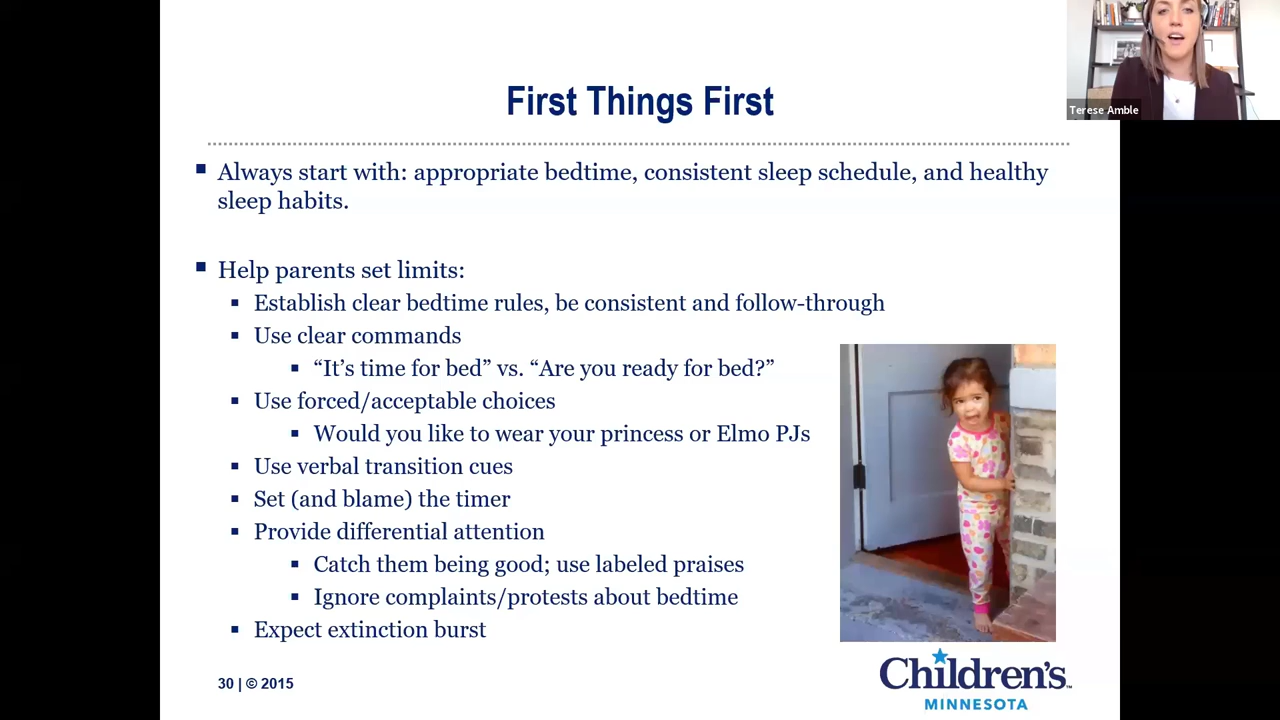 Terese Amble
First Things First
▪ Always start with: appropriate bedtime, consistent sleep schedule, and healthy
sleep habits.
▪ Help parents set limits:
▪ Establish clear bedtime rules, be consistent and follow-through
▪ Use clear commands
▪ “It’s time for bed” vs. “Are you ready for bed?”
▪ Use forced/acceptable choices
▪ Would you like to wear your princess or Elmo PJs
▪ Use verbal transition cues
▪ Set (and blame) the timer
▪ Provide differential attention
▪ Catch them being good; use labeled praises
▪ Ignore complaints/protests about bedtime
▪ Expect extinction burst
30 | © 2015
Children's™
MINNESOTA